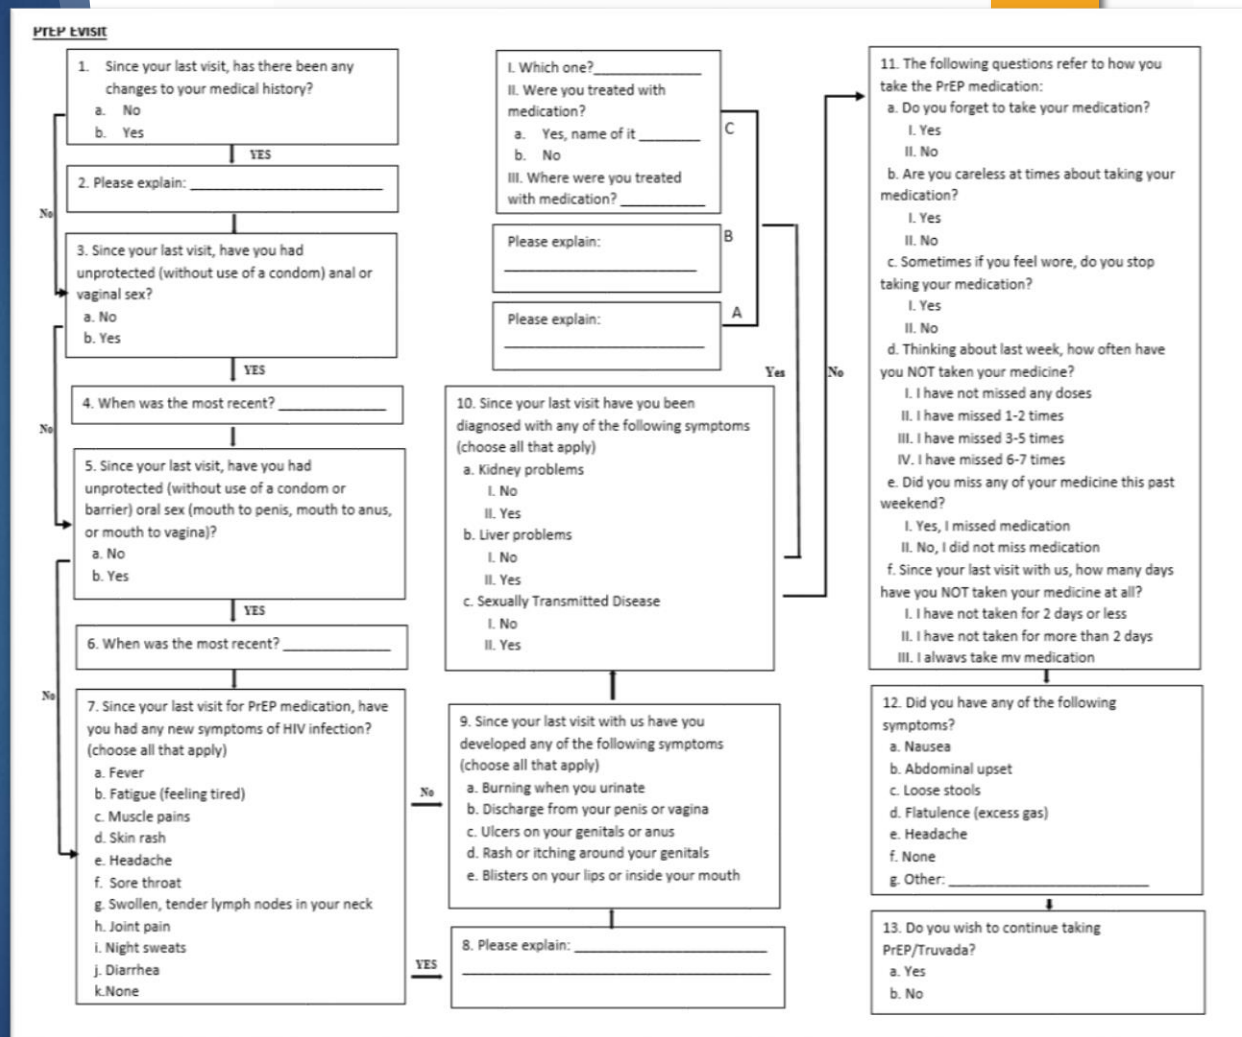 PrEP EVISIT
1. Since your last visit, has there been any
changes to your medical history?
a. No
b. Yes
YES
2. Please explain:
No
3. Since your last visit, have you had
unprotected (without use of a condom) anal or
vaginal sex?
a. No
b. Yes
YES
4. When was the most recent?
No
5. Since your last visit, have you had
unprotected (without use of a condom or
barrier) oral sex (mouth to penis, mouth to anus,
or mouth to vagina)?
a. No
b. Yes
YES
6. When was the most recent?
No
7. Since your last visit for PrEP medication, have
you had any new symptoms of HIV infection?
(choose all that apply)
a. Fever
b. Fatigue (feeling tired)
c. Muscle pains
d. Skin rash
e. Headache
f. Sore throat
g. Swollen, tender lymph nodes in your neck
h. Joint pain
i. Night sweats
j. Diarrhea
k.None
No
YES
8. Please explain:
9. Since your last visit with us have you
developed any of the following symptoms
(choose all that apply)
a. Burning when you urinate
b. Discharge from your penis or vagina
c. Ulcers on your genitals or anus
d. Rash or itching around your genitals
e. Blisters on your lips or inside your mouth
10. Since your last visit have you been
diagnosed with any of the following symptoms
(choose all that apply)
a. Kidney problems
I. No
II. Yes
b. Liver problems
I. No
II. Yes
c. Sexually Transmitted Disease
I. No
II. Yes
Yes
No
A
Please explain:
B
Please explain:
C
I. Which one?
II. Were you treated with
medication?
a. Yes, name of it
b. No
III. Where were you treated
with medication?
11. The following questions refer to how you
take the PrEP medication:
a. Do you forget to take your medication?
I. Yes
II. No
b. Are you careless at times about taking your
medication?
I. Yes
II. No
c. Sometimes if you feel wore, do you stop
taking your medication?
I. Yes
II. No
d. Thinking about last week, how often have
you NOT taken your medicine?
I. I have not missed any doses
II. I have missed 1-2 times
III. I have missed 3-5 times
IV. I have missed 6-7 times
e. Did you miss any of your medicine this past
weekend?
I. Yes, I missed medication
II. No, I did not miss medication
f. Since your last visit with us, how many days
have you NOT taken your medicine at all?
I. I have not taken for 2 days or less
II. I have not taken for more than 2 days
III. I always take my medication
12. Did you have any of the following
symptoms?
a. Nausea
b. Abdominal upset
c. Loose stools
d. Flatulence (excess gas)
e. Headache
f. None
g. Other:
13. Do you wish to continue taking
PrEP/Truvada?
a. Yes
b. No